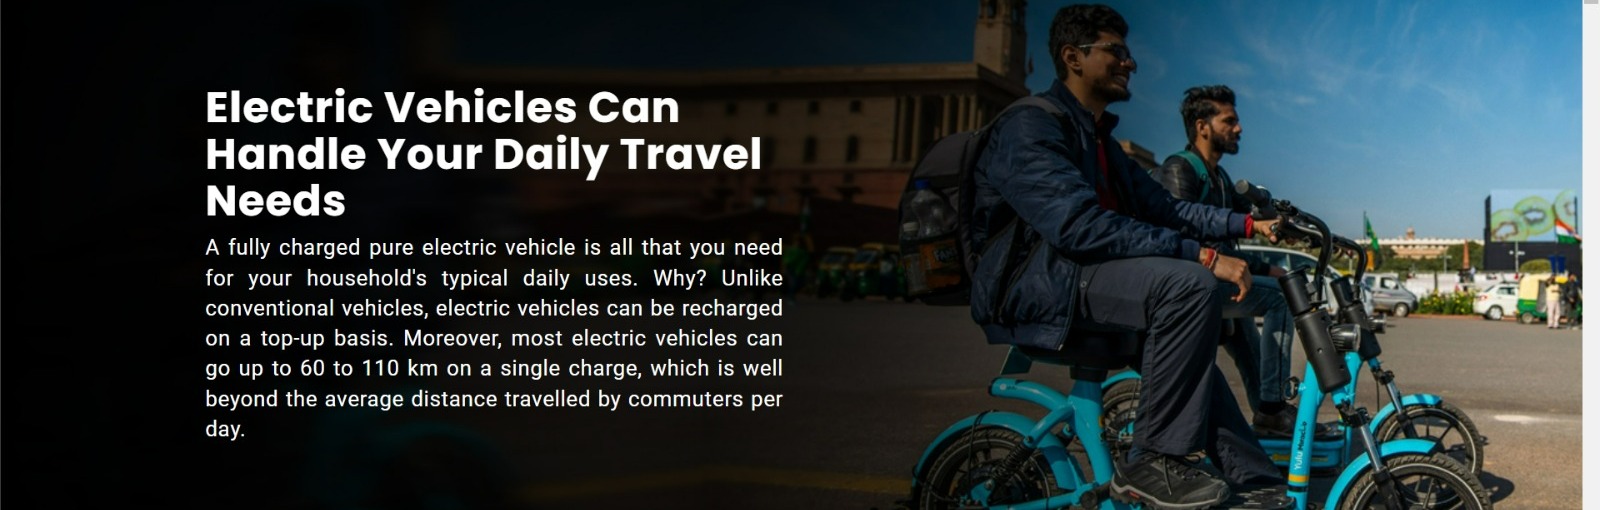 Electric Vehicles Can
Handle Your Daily Travel
Needs
A fully charged pure electric vehicle is all that you need
for your household's typical daily uses. Why? Unlike
conventional vehicles, electric vehicles can be recharged
on a top-up basis. Moreover, most electric vehicles can
go up to 60 to 110 km on a single charge, which is well
beyond the average distance travelled by commuters per
day.